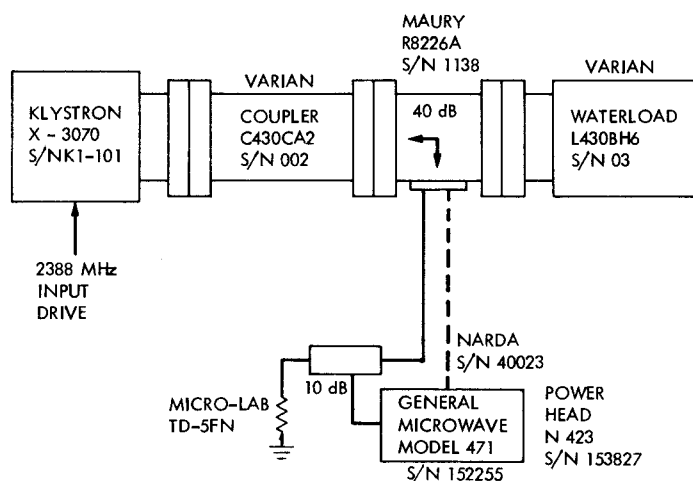 MAURY
R8226A
S/N 1138
VARIAN
VARIAN
KLYSTRON
X - 3070
S/NK1-101
COUPLER
C430CA2
S/N 002
40 dB
WATERLOAD
L430BH6
S/N 03
2388 MHz
INPUT
DRIVE
NARDA
S/N 40023
10 dB
MICRO-LAB
TD-5FN
GENERAL
MICROWAVE
MODEL 471
S/N 152255
POWER
HEAD
N 423
S/N 153827